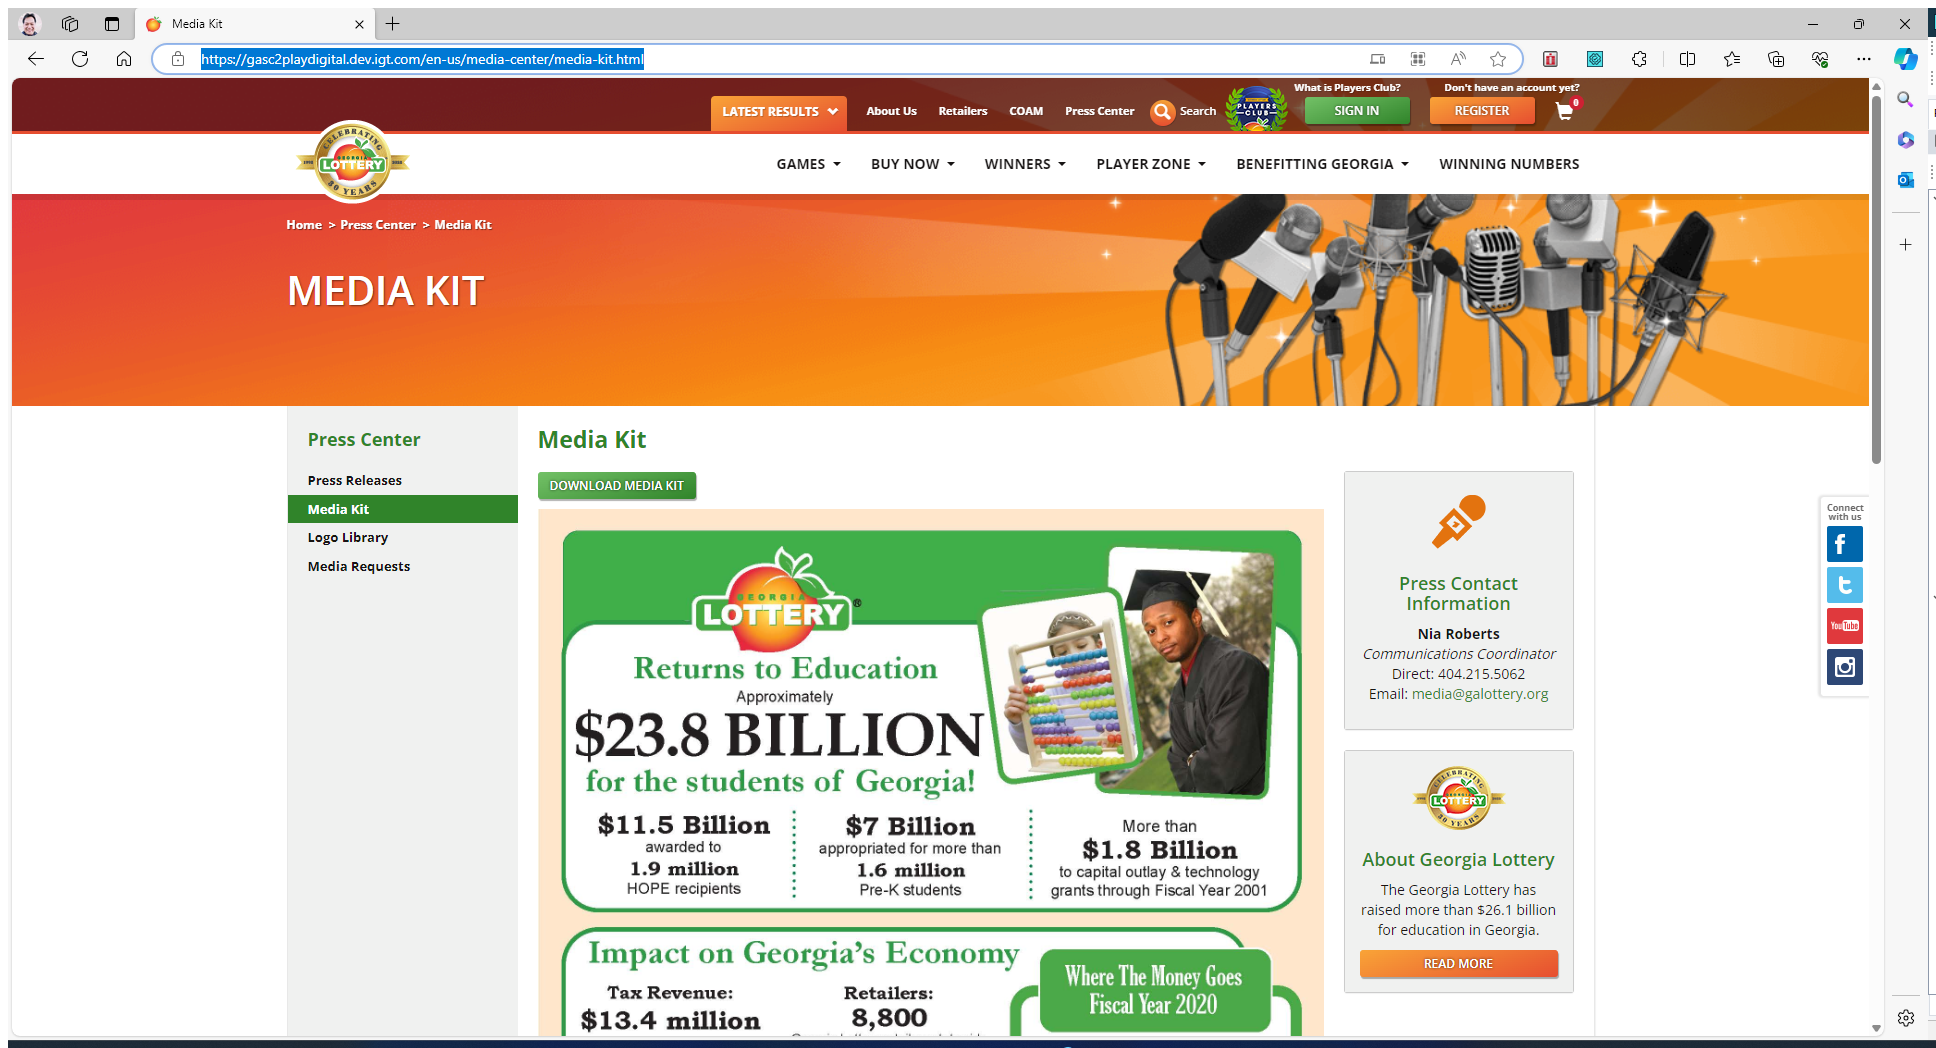 Media Kit
https://gasc2playdigital.dev.igt.com/en-us/media-center/media-kit.html
What is Players Club?
Don't have an account yet?
LATEST RESULTS
About Us
Retailers
COAM
Press Center
Search
PLAYERS
CLUB
SIGN IN
REGISTER
0
CELEBRATING
GEORGIA
LOTTERY
30 YEARS
GAMES
BUY NOW
WINNERS
PLAYER ZONE
BENEFITTING GEORGIA
WINNING NUMBERS
Home > Press Center > Media Kit
MEDIA KIT
Press Center
Press Releases
Media Kit
Logo Library
Media Requests
Media Kit
DOWNLOAD MEDIA KIT
GEORGIA
LOTTERY®
Returns to Education
Approximately
$23.8 BILLION
for the students of Georgia!
$11.5 Billion
awarded to
1.9 million
HOPE recipients
$7 Billion
appropriated for more than
1.6 million
Pre-K students
More than
$1.8 Billion
to capital outlay & technology
grants through Fiscal Year 2001
Impact on Georgia's Economy
Tax Revenue:
$13.4 million
Retailers:
8,800
Where The Money Goes
Fiscal Year 2020
Press Contact
Information
Nia Roberts
Communications Coordinator
Direct: 404.215.5062
Email: media@galottery.org
CELEBRATING
LOTTERY
30 YEARS
About Georgia Lottery
The Georgia Lottery has
raised more than $26.1 billion
for education in Georgia.
READ MORE
Connect
with us
You Tube